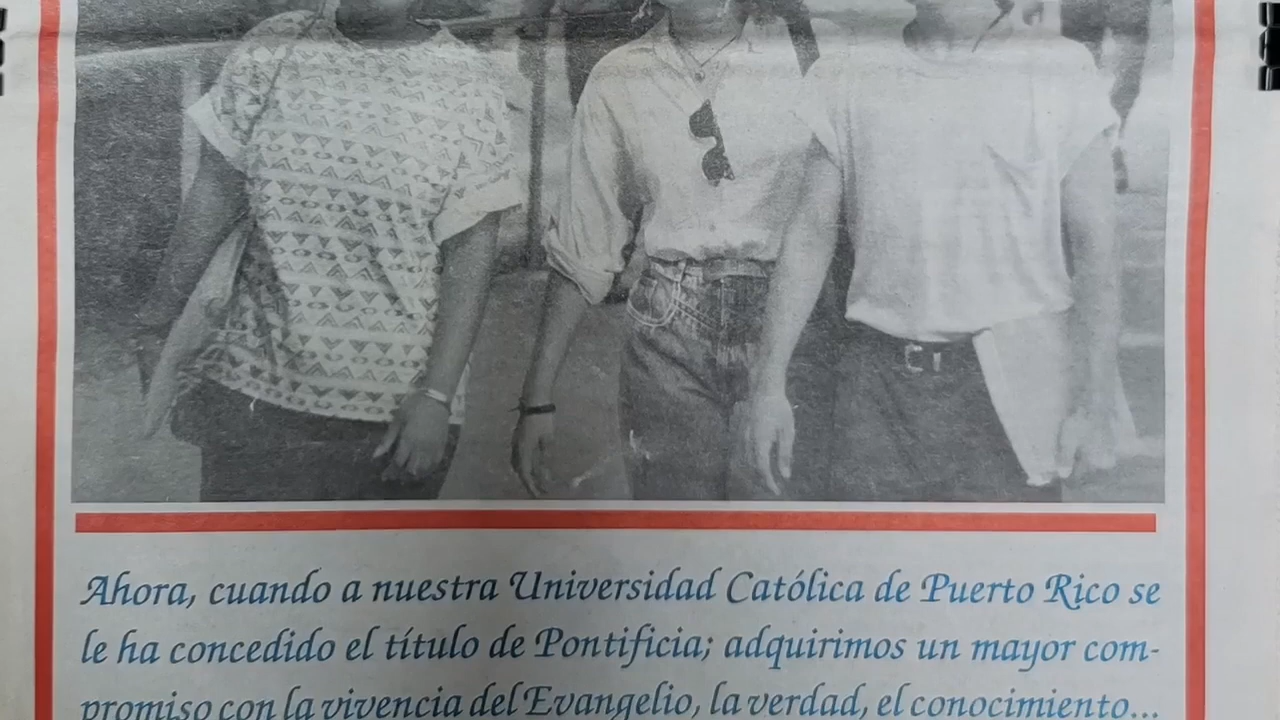 Ahora, cuando a nuestra Universidad Católica de Puerto Rico se
le ha concedido el título de Pontificia; adquirimos un mayor com-
promiso con la vivencia del Evangelio, la verdad, el conocimiento...